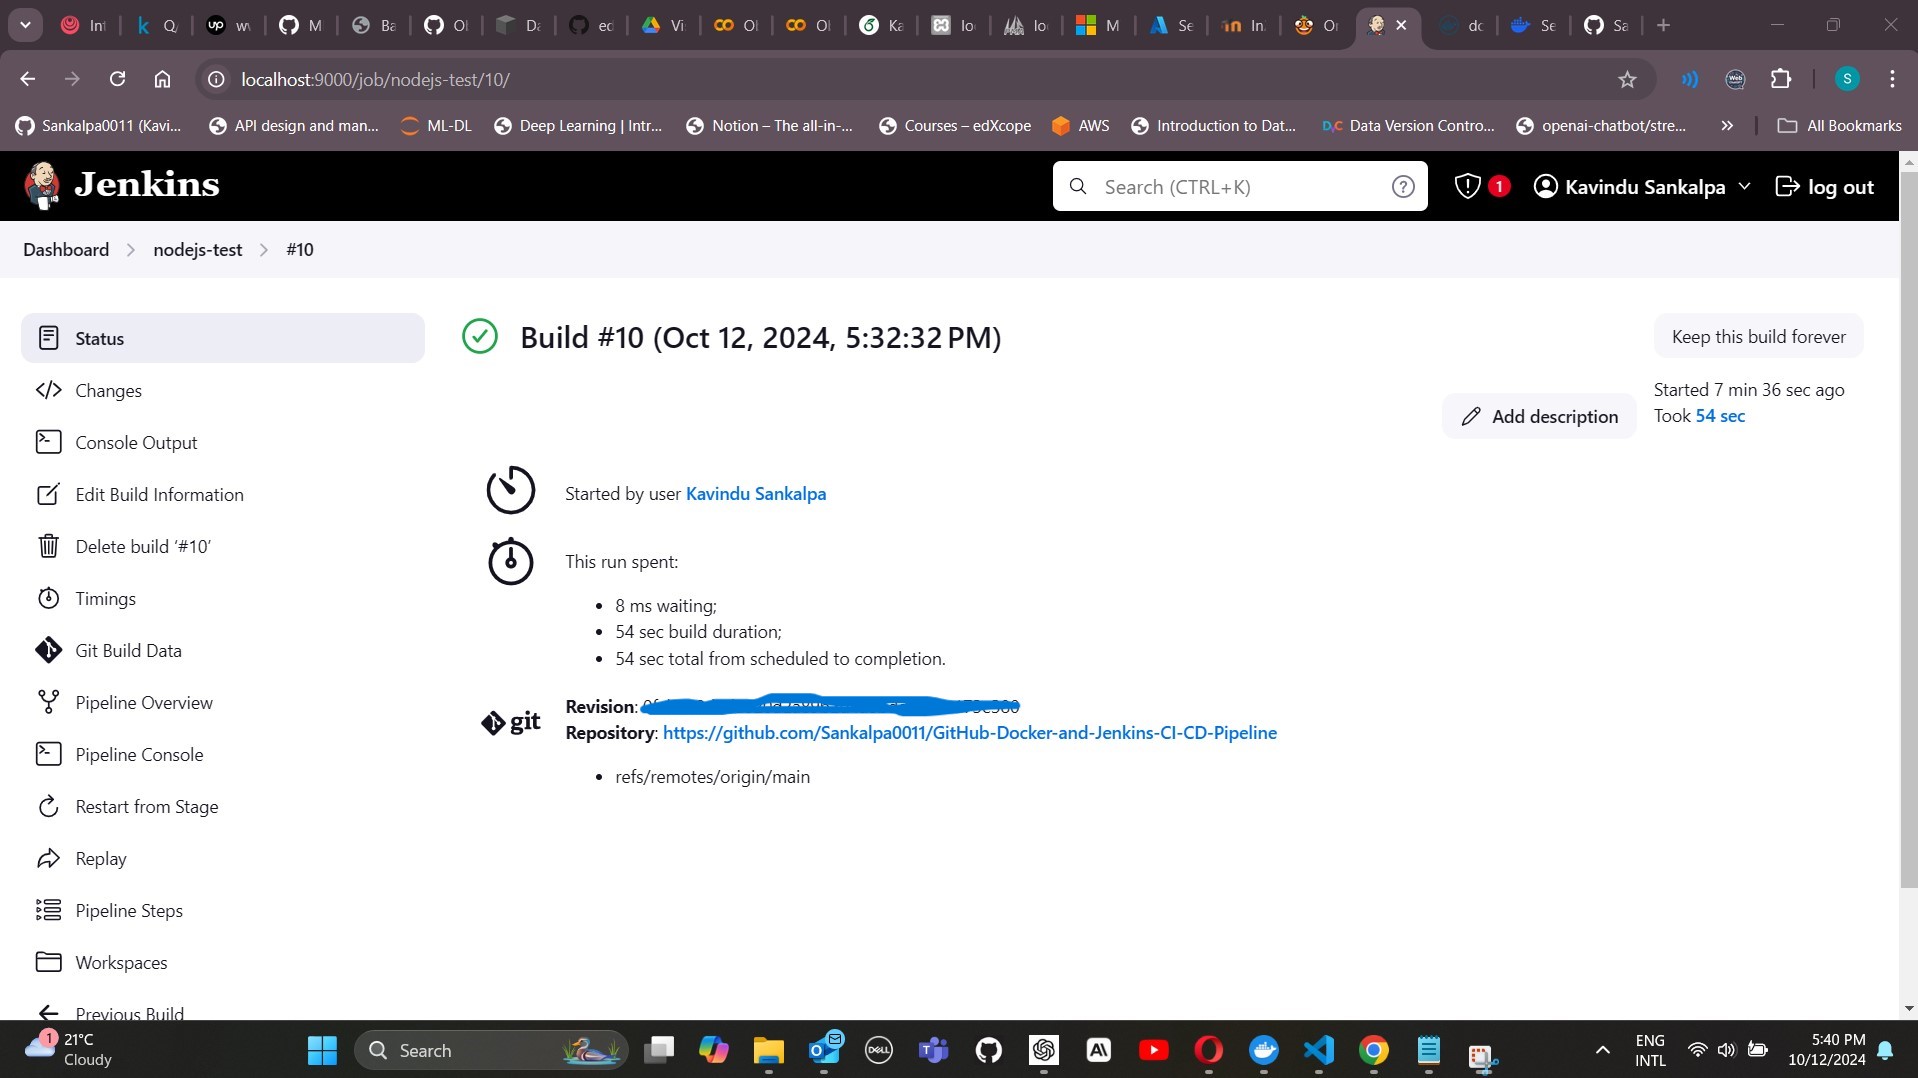 Int
Q/
wv
M
Ba
Ol
Da
ed
Vi
Ol
Ol
Ka
lo
lo
M
Se
In
Or
dc
Se
Sa
localhost:9000/job/nodejs-test/10/
S
Sankalpa0011 (Kavi...
API design and man...
ML-DL
Deep Learning | Intr...
Notion – The all-in-...
Courses – edXcope
AWS
Introduction to Dat...
DVC Data Version Contro...
openai-chatbot/stre...
All Bookmarks
Jenkins
Search (CTRL+K)
1
Kavindu Sankalpa
log out
Dashboard
nodejs-test
#10
Status
Changes
Console Output
Edit Build Information
Delete build ‘#10’
Timings
Git Build Data
Pipeline Overview
Pipeline Console
Restart from Stage
Replay
Pipeline Steps
Workspaces
Previous Build
Build #10 (Oct 12, 2024, 5:32:32 PM)
Keep this build forever
Add description
Started 7 min 36 sec ago
Took 54 sec
Started by user Kavindu Sankalpa
This run spent:
• 8 ms waiting;
• 54 sec build duration;
• 54 sec total from scheduled to completion.
git
Revision:
Repository: https://github.com/Sankalpa0011/GitHub-Docker-and-Jenkins-CI-CD-Pipeline
• refs/remotes/origin/main
1
21°C
Cloudy
Search
DELL
ENG
INTL
5:40 PM
10/12/2024